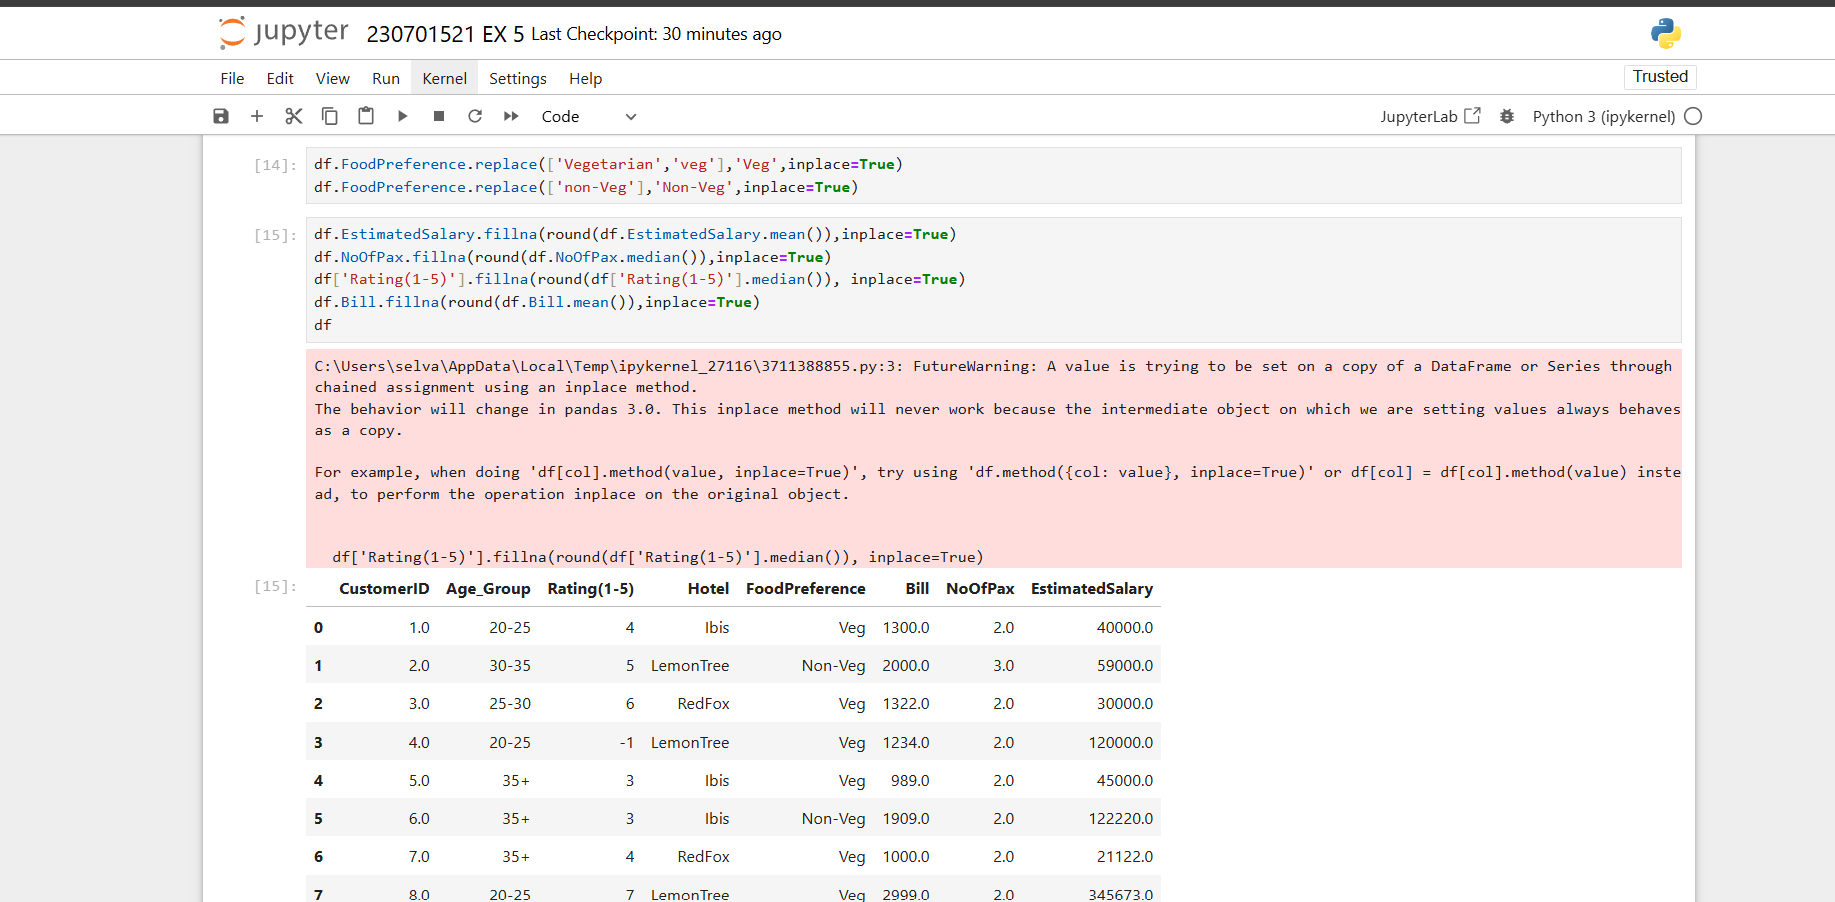 jupyter 230701521 EX 5 Last Checkpoint: 30 minutes ago
File Edit View Run Kernel Settings Help Trusted
Code JupyterLab Python 3 (ipykernel)
[14]: df.FoodPreference.replace(['Vegetarian','veg'],'Veg',inplace=True)
df.FoodPreference.replace(['non-Veg'],'Non-Veg',inplace=True)
[15]: df.EstimatedSalary.fillna(round(df.EstimatedSalary.mean()),inplace=True)
df.NoOfPax.fillna(round(df.NoOfPax.median()),inplace=True)
df['Rating(1-5)'].fillna(round(df['Rating(1-5)'].median()), inplace=True)
df.Bill.fillna(round(df.Bill.mean()),inplace=True)
df
C:\Users\selva\AppData\Local\Temp\ipykernel_27116\3711388855.py:3: FutureWarning: A value is trying to be set on a copy of a DataFrame or Series through
chained assignment using an inplace method.
The behavior will change in pandas 3.0. This inplace method will never work because the intermediate object on which we are setting values always behaves
as a copy.
For example, when doing 'df[col].method(value, inplace=True)', try using 'df.method({col: value}, inplace=True)' or df[col] = df[col].method(value) inste
ad, to perform the operation inplace on the original object.
df['Rating(1-5)'].fillna(round(df['Rating(1-5)'].median()), inplace=True)
[15]: CustomerID Age_Group Rating(1-5) Hotel FoodPreference Bill NoOfPax EstimatedSalary
0 1.0 20-25 4 Ibis Veg 1300.0 2.0 40000.0
1 2.0 30-35 5 LemonTree Non-Veg 2000.0 3.0 59000.0
2 3.0 25-30 6 RedFox Veg 1322.0 2.0 30000.0
3 4.0 20-25 -1 LemonTree Veg 1234.0 2.0 120000.0
4 5.0 35+ 3 Ibis Veg 989.0 2.0 45000.0
5 6.0 35+ 3 Ibis Non-Veg 1909.0 2.0 122220.0
6 7.0 35+ 4 RedFox Veg 1000.0 2.0 21122.0
7 8.0 20-25 7 LemonTree Veg 2999.0 2.0 345673.0